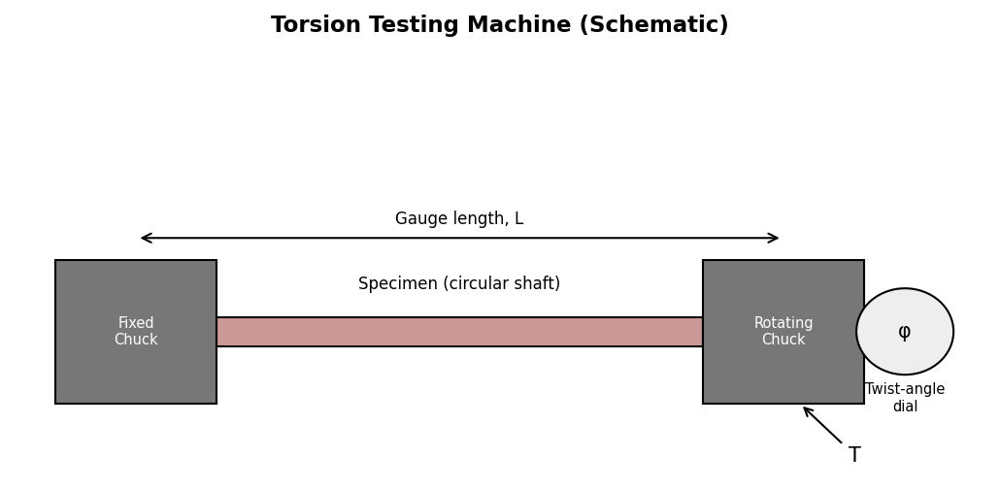 Torsion Testing Machine (Schematic)
Gauge length, L
Specimen (circular shaft)
Fixed
Chuck
Rotating
Chuck
φ
Twist-angle
dial
T